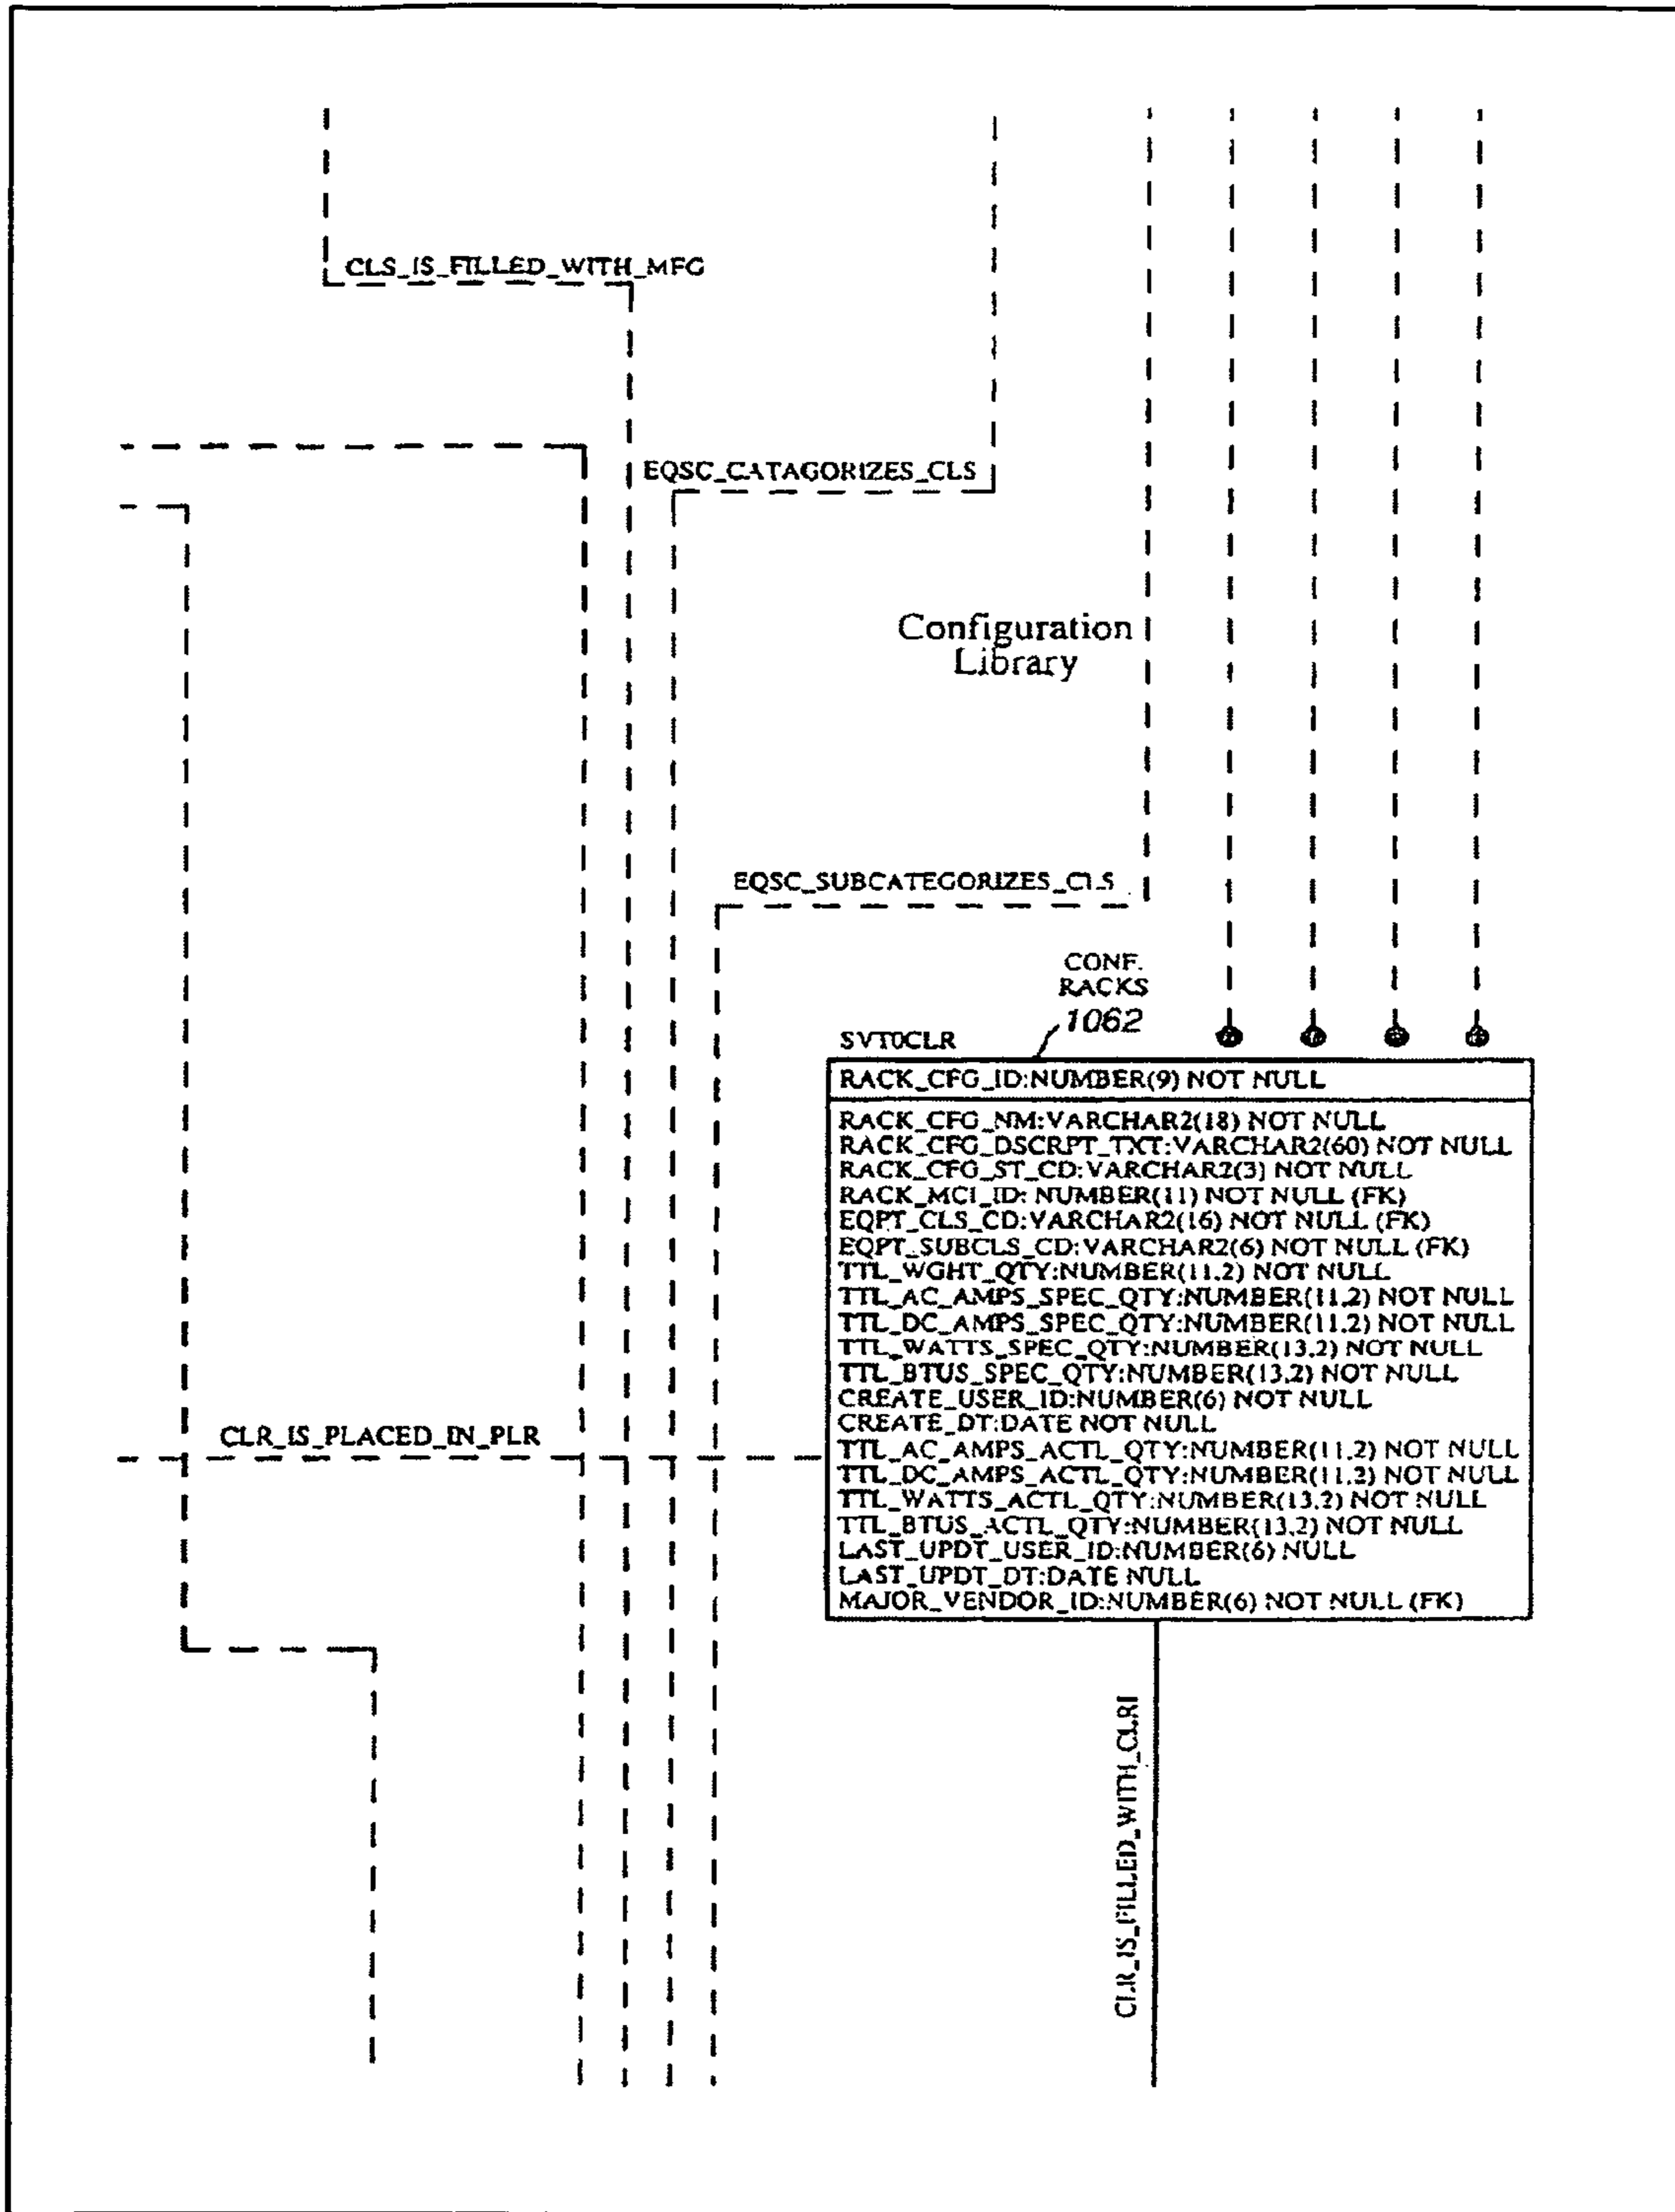 CLS_IS_FILLED_WITH_MFG
EQSC_CATAGORIZES_CLS
Configuration
Library
EQSC_SUBCATEGORIZES_CLS
CONF.
RACKS
1062
SVT0CLR
RACK_CFG_ID:NUMBER(9) NOT NULL
RACK_CFG_NM:VARCHAR2(18) NOT NULL
RACK_CFG_DSCRPT_TXT:VARCHAR2(60) NOT NULL
RACK_CFG_ST_CD:VARCHAR2(3) NOT NULL
RACK_MCI_ID: NUMBER(11) NOT NULL (FK)
EQPT_CLS_CD:VARCHAR2(16) NOT NULL (FK)
EQPT_SUBCLS_CD:VARCHAR2(6) NOT NULL (FK)
TTL_WGHT_QTY:NUMBER(11.2) NOT NULL
TTL_AC_AMPS_SPEC_QTY:NUMBER(11.2) NOT NULL
TTL_DC_AMPS_SPEC_QTY:NUMBER(11.2) NOT NULL
TTL_WATTS_SPEC_QTY:NUMBER(13.2) NOT NULL
TTL_BTUS_SPEC_QTY:NUMBER(13.2) NOT NULL
CREATE_USER_ID:NUMBER(6) NOT NULL
CREATE_DT:DATE NOT NULL
CLR_IS_PLACED_IN_PLR
TTL_AC_AMPS_ACTL_QTY:NUMBER(11.2) NOT NULL
TTL_DC_AMPS_ACTL_QTY:NUMBER(11.2) NOT NULL
TTL_WATTS_ACTL_QTY:NUMBER(13.2) NOT NULL
TTL_BTUS_ACTL_QTY:NUMBER(13.2) NOT NULL
LAST_UPDT_USER_ID:NUMBER(6) NULL
LAST_UPDT_DT:DATE NULL
MAJOR_VENDOR_ID:NUMBER(6) NOT NULL (FK)
CLR_IS_FILLED_WITH_CLRI